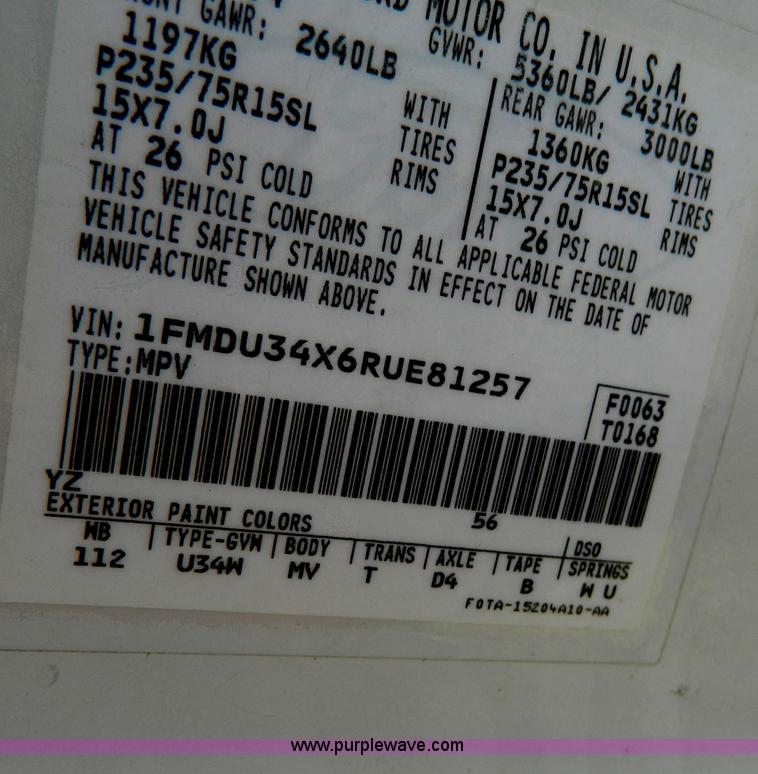 MOTOR CO. IN U.S.A.
GAWR: 2640LB GVWR: 5360LB/ 2431KG
1197KG WITH REAR GAWR: 3000LB
P235/75R15SL TIRES 1360KG WITH
15X7.0J RIMS P235/75R15SL TIRES
AT 26 PSI COLD 15X7.0J RIMS
AT 26 PSI COLD
THIS VEHICLE CONFORMS TO ALL APPLICABLE FEDERAL MOTOR
VEHICLE SAFETY STANDARDS IN EFFECT ON THE DATE OF
MANUFACTURE SHOWN ABOVE.
VIN: 1FMDU34X6RUE81257
TYPE: MPV
F0063
T0168
YZ
EXTERIOR PAINT COLORS 56 DSO
WB TYPE-GVW BODY TRANS AXLE TAPE SPRINGS
112 U34W MV T D4 B W U
F0TA-15204A10-AA
www.purplewave.com